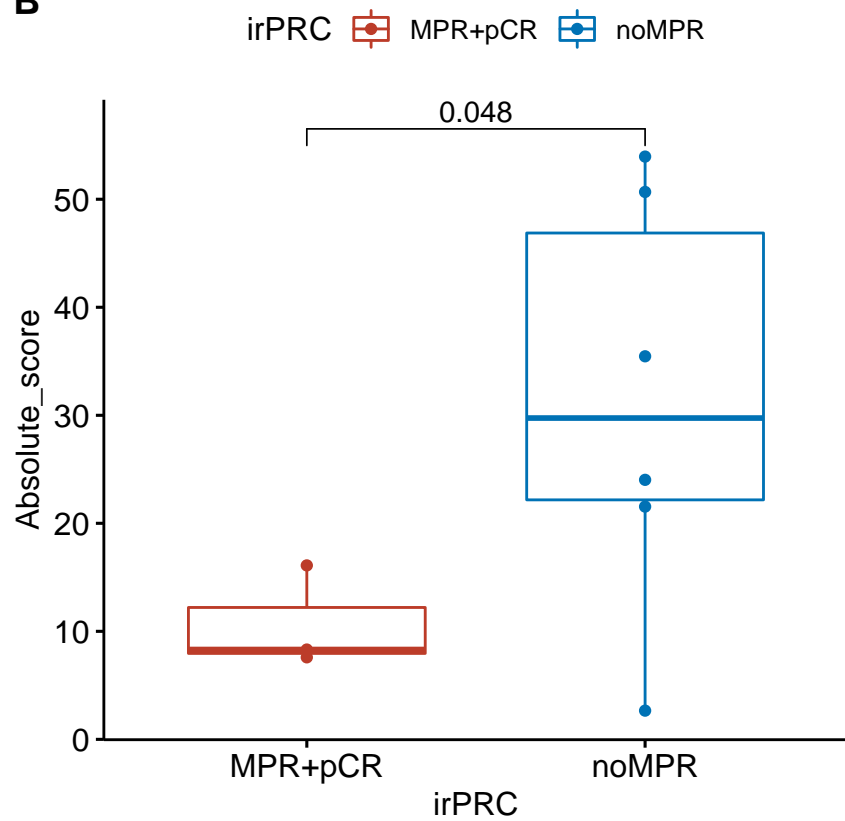 B
irPRC MPR+pCR noMPR
0.048
50
40
30
20
10
0
Absolute_score
MPR+pCR noMPR
irPRC